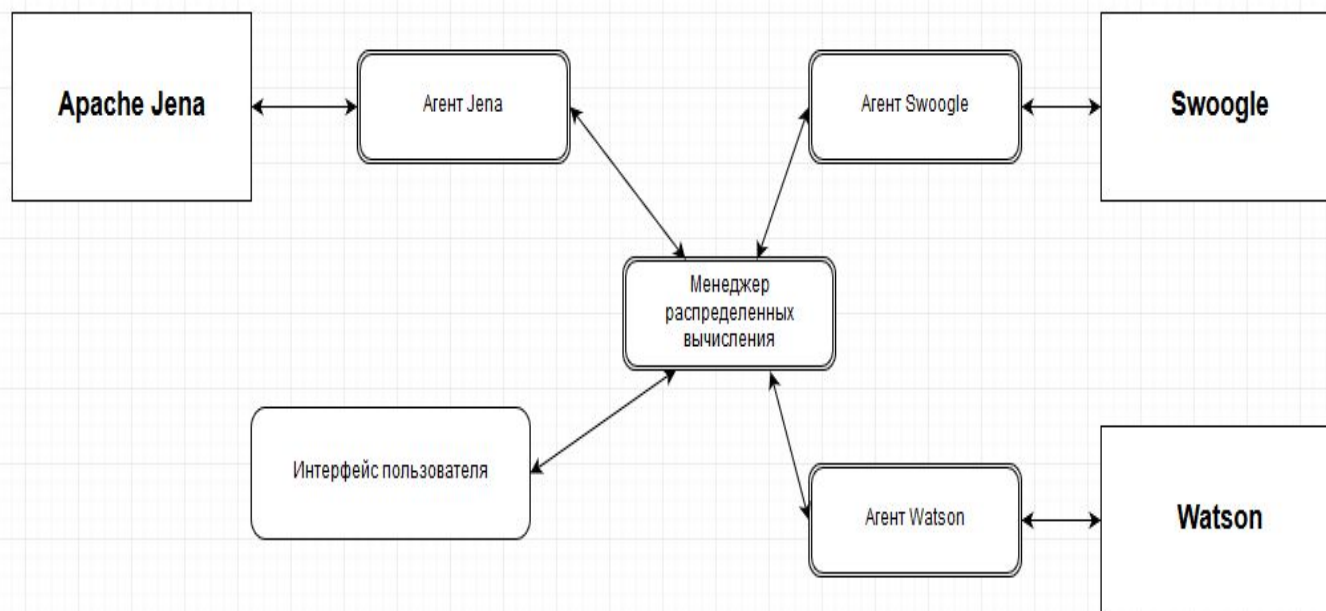 Apache Jena
Агент Jena
Агент Swoogle
Swoogle
Менеджер
распределенных
вычисления
Интерфейс пользователя
Агент Watson
Watson